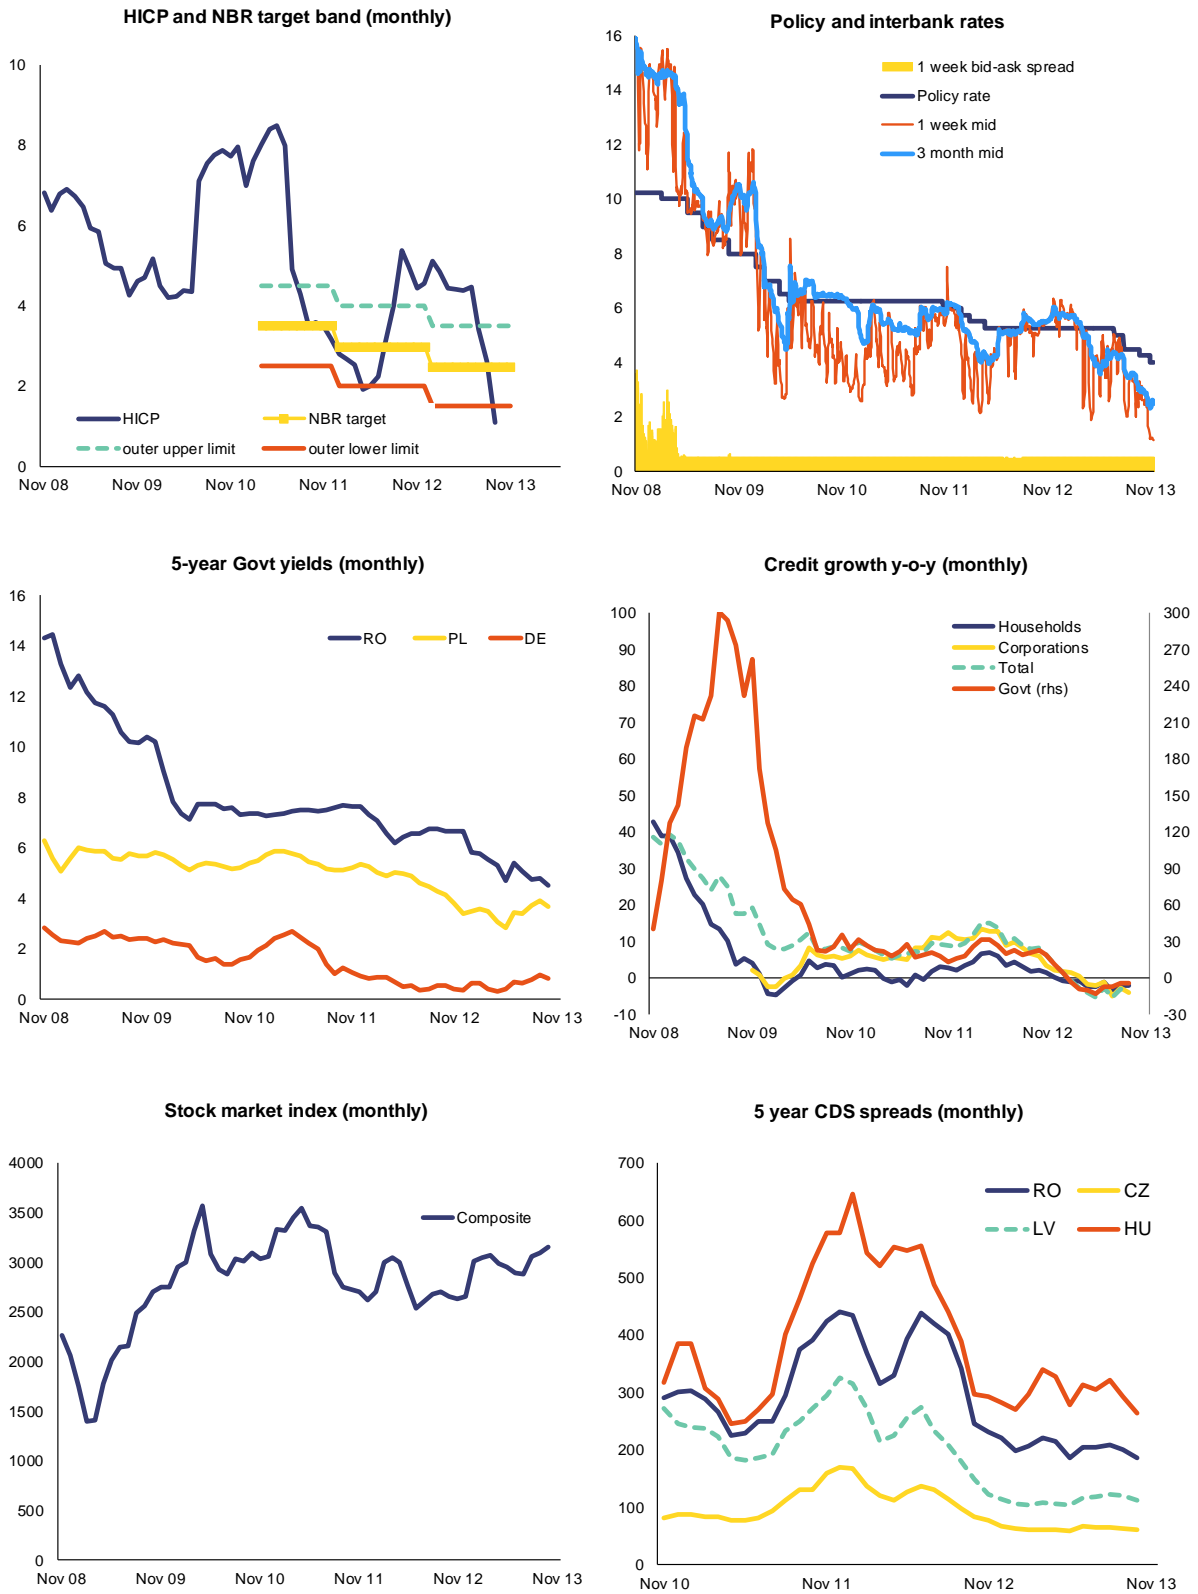 HICP and NBR target band (monthly)
10
8
6
4
2
0
HICP
NBR target
outer upper limit
outer lower limit
Nov 08
Nov 09
Nov 10
Nov 11
Nov 12
Nov 13
Policy and interbank rates
16
14
12
10
8
6
4
2
0
1 week bid-ask spread
Policy rate
1 week mid
3 month mid
Nov 08
Nov 09
Nov 10
Nov 11
Nov 12
Nov 13
5-year Govt yields (monthly)
16
14
12
10
8
6
4
2
0
RO
PL
DE
Nov 08
Nov 09
Nov 10
Nov 11
Nov 12
Nov 13
Credit growth y-o-y (monthly)
100
90
80
70
60
50
40
30
20
10
0
-10
Households
Corporations
Total
Govt (rhs)
300
270
240
210
180
150
120
90
60
30
0
-30
Nov 08
Nov 09
Nov 10
Nov 11
Nov 12
Nov 13
Stock market index (monthly)
4000
3500
3000
2500
2000
1500
1000
500
0
Composite
Nov 08
Nov 09
Nov 10
Nov 11
Nov 12
Nov 13
5 year CDS spreads (monthly)
700
600
500
400
300
200
100
0
RO
CZ
LV
HU
Nov 10
Nov 11
Nov 12
Nov 13